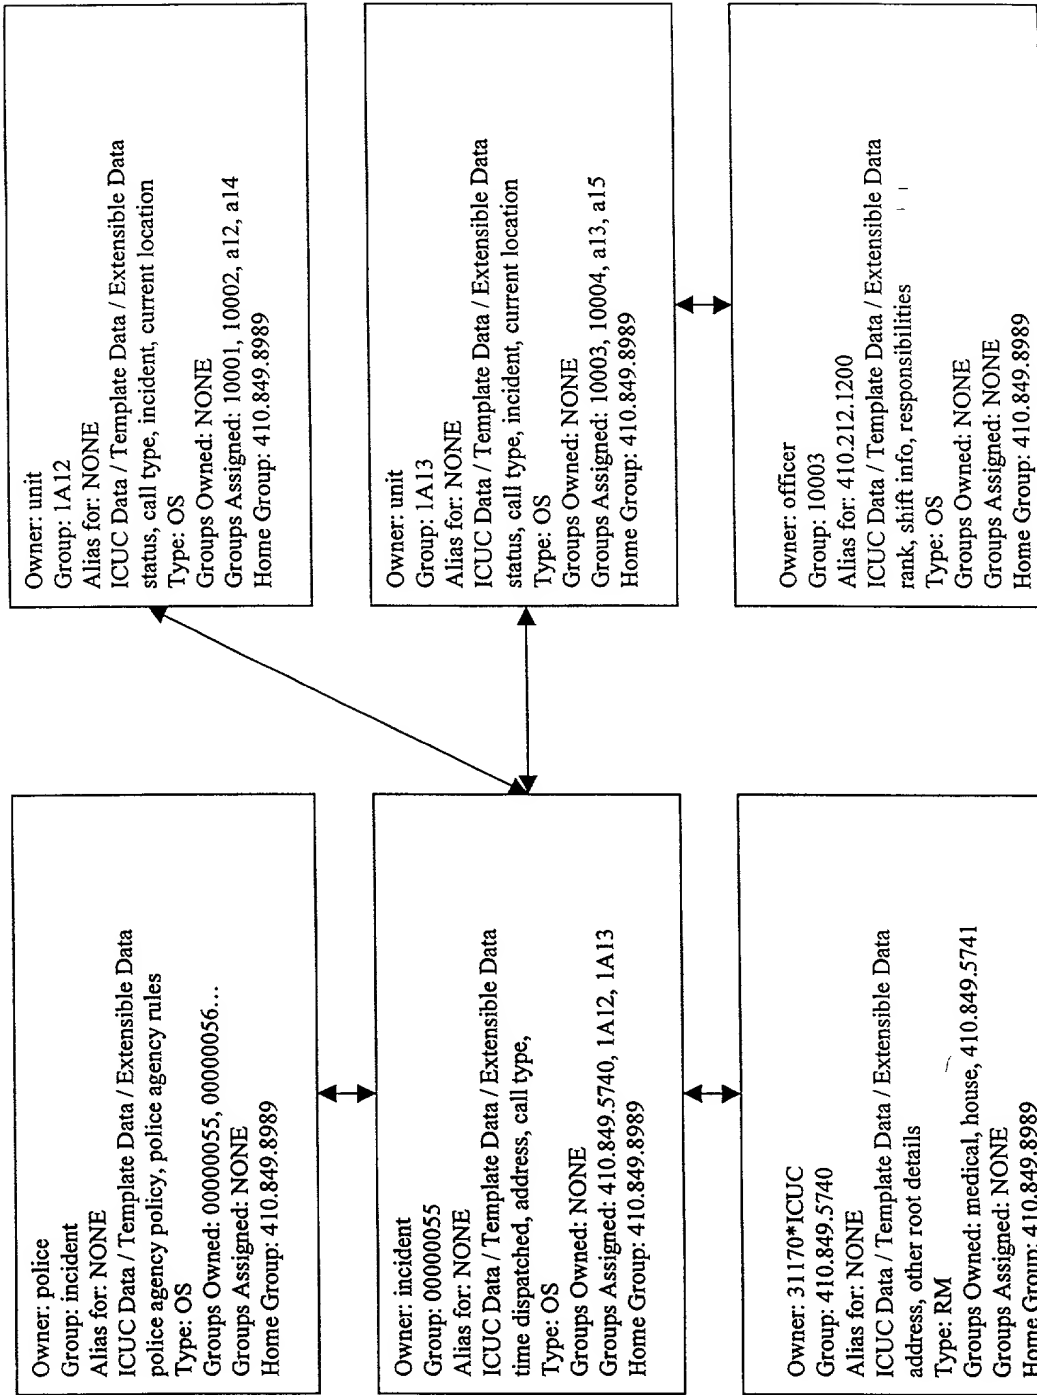 Owner: police
Group: incident
Alias for: NONE
ICUC Data / Template Data / Extensible Data
police agency policy, police agency rules
Type: OS
Groups Owned: 00000055, 00000056...
Groups Assigned: NONE
Home Group: 410.849.8989
Owner: incident
Group: 00000055
Alias for: NONE
ICUC Data / Template Data / Extensible Data
time dispatched, address, call type,
Type: OS
Groups Owned: NONE
Groups Assigned: 410.849.5740, 1A12, 1A13
Home Group: 410.849.8989
Owner: 31170*ICUC
Group: 410.849.5740
Alias for: NONE
ICUC Data / Template Data / Extensible Data
address, other root details
Type: RM
Groups Owned: medical, house, 410.849.5741
Groups Assigned: NONE
Home Group: 410.849.8989
Owner: unit
Group: 1A12
Alias for: NONE
ICUC Data / Template Data / Extensible Data
status, call type, incident, current location
Type: OS
Groups Owned: NONE
Groups Assigned: 10001, 10002, a12, a14
Home Group: 410.849.8989
Owner: unit
Group: 1A13
Alias for: NONE
ICUC Data / Template Data / Extensible Data
status, call type, incident, current location
Type: OS
Groups Owned: NONE
Groups Assigned: 10003, 10004, a13, a15
Home Group: 410.849.8989
Owner: officer
Group: 10003
Alias for: 410.212.1200
ICUC Data / Template Data / Extensible Data
rank, shift info, responsibilities
Type: OS
Groups Owned: NONE
Groups Assigned: NONE
Home Group: 410.849.8989